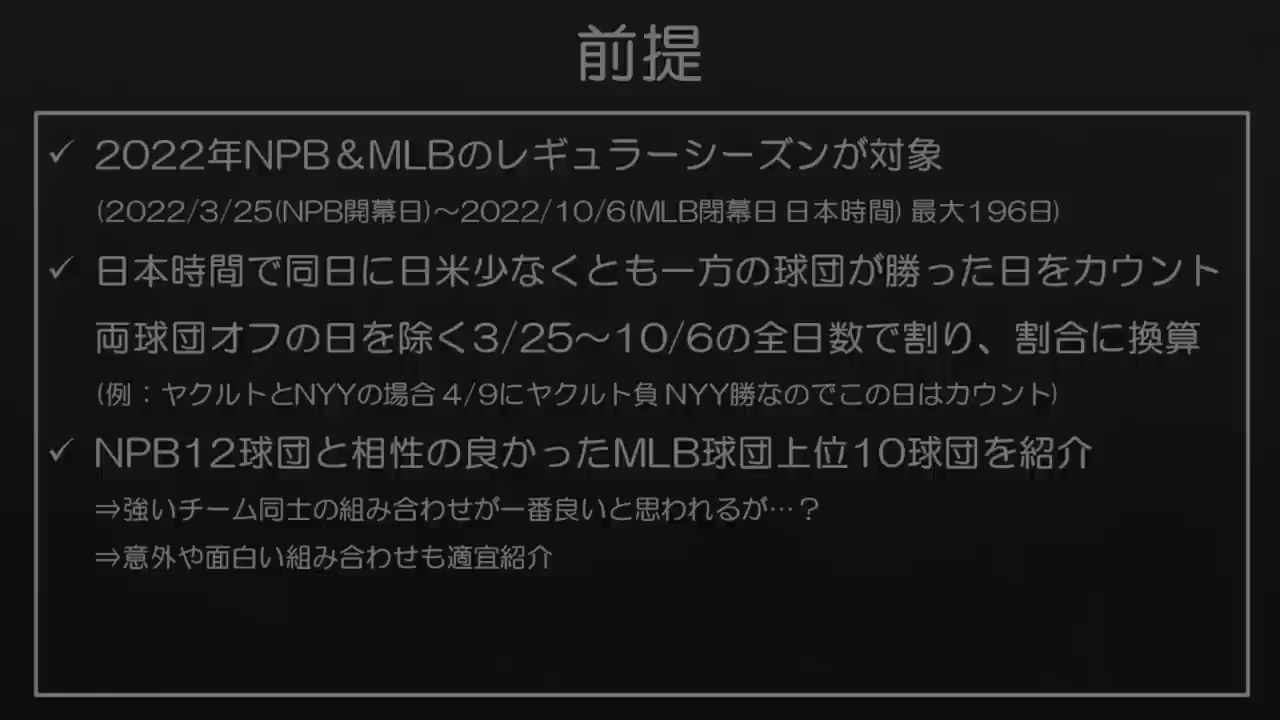 前提
✓ 2022年NPB&MLBのレギュラーシーズンが対象
(2022/3/25(NPB開幕日)～2022/10/6(MLB閉幕日 日本時間) 最大196日)
✓ 日本時間で同日に日米少なくとも一方の球団が勝った日をカウント
両球団オフの日を除く3/25～10/6の全日数で割り、割合に換算
(例：ヤクルトとNYYの場合 4/9にヤクルト負 NYY勝なのでこの日はカウント)
✓ NPB12球団と相性の良かったMLB球団上位10球団を紹介
⇒強いチーム同士の組み合わせが一番良いと思われるが…？
⇒意外や面白い組み合わせも適宜紹介